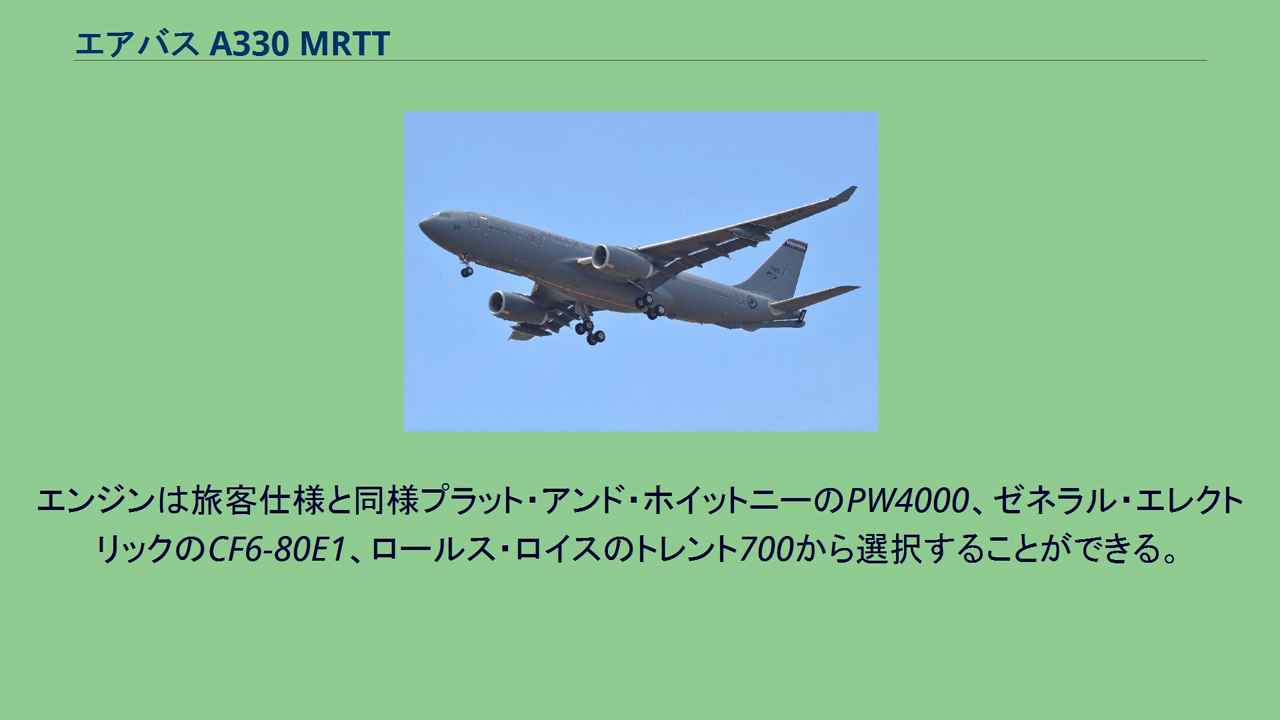 エアバス A330 MRTT
エンジンは旅客仕様と同様プラット・アンド・ホイットニーのPW4000、ゼネラル・エレクト
リックのCF6-80E1、ロールス・ロイスのトレント700から選択することができる。